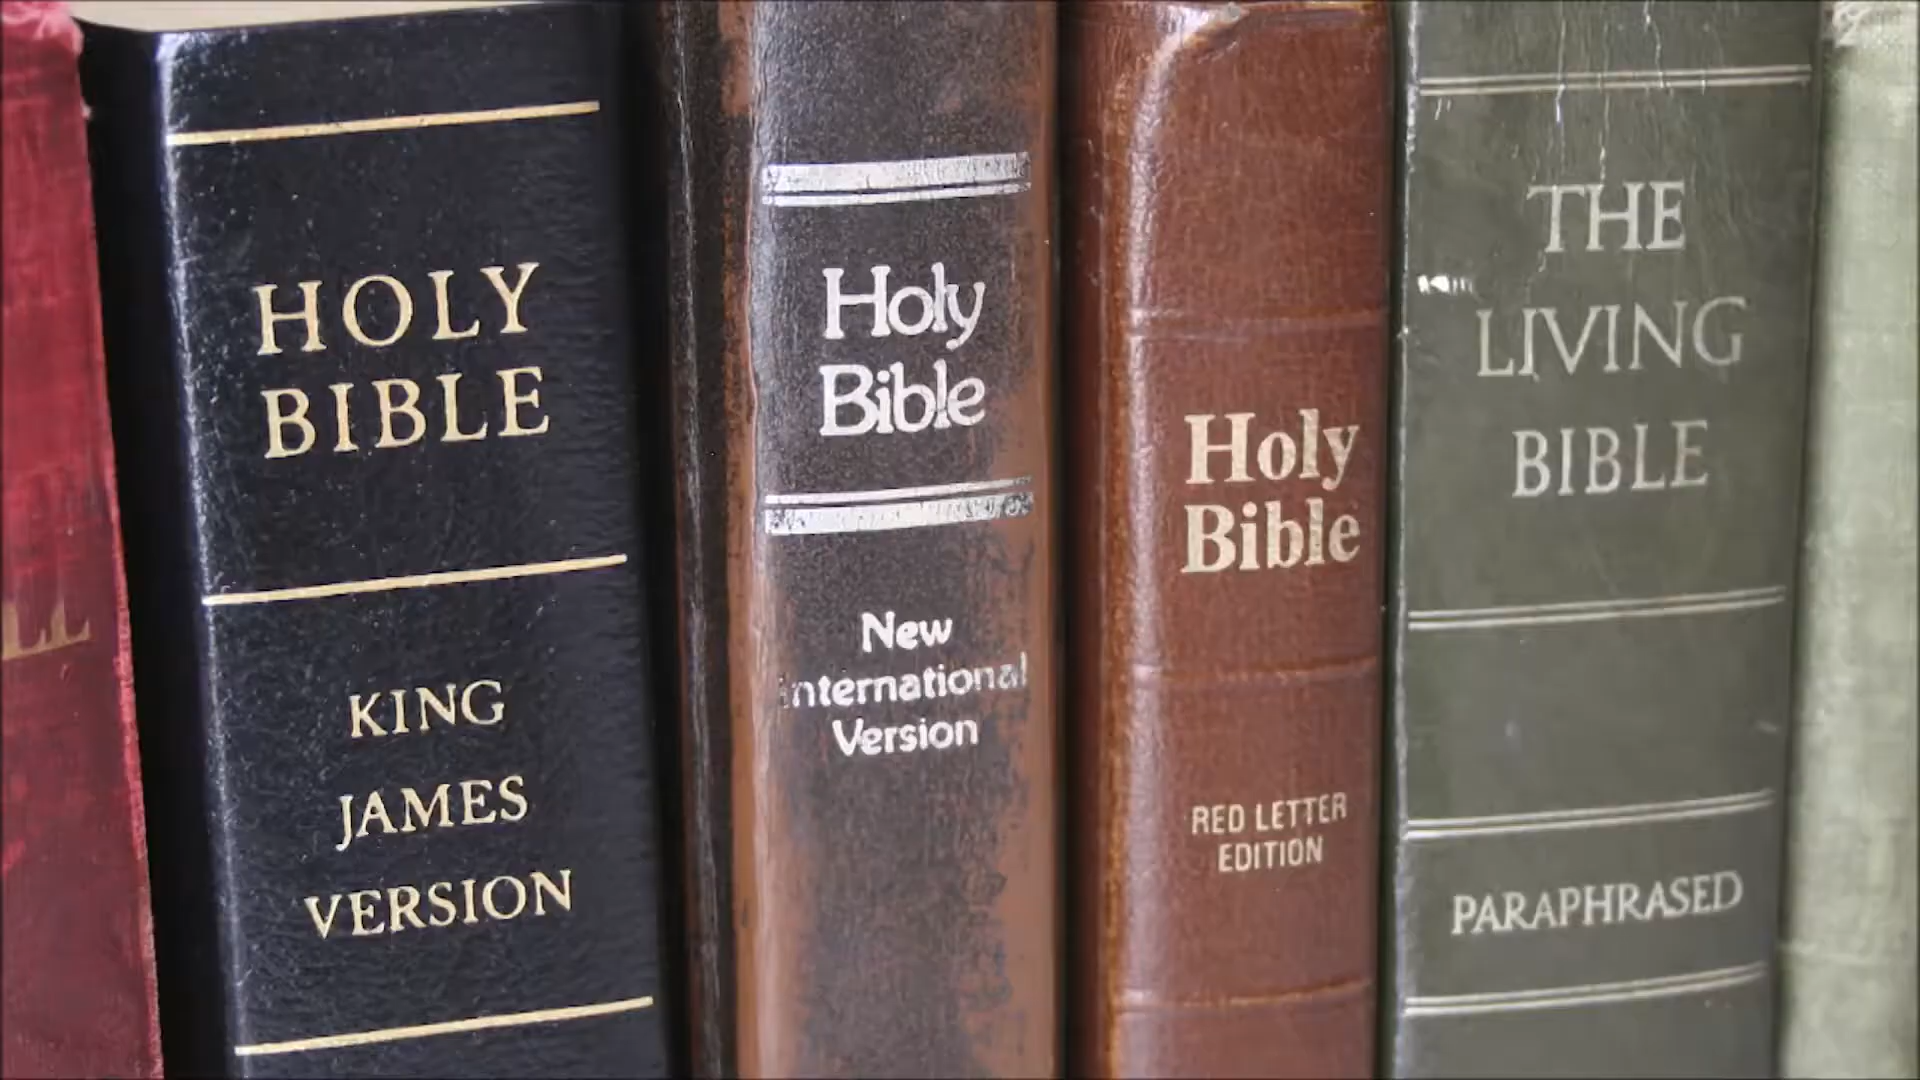 LL
HOLY
BIBLE
KING
JAMES
VERSION
Holy
Bible
New
International
Version
Holy
Bible
RED LETTER
EDITION
THE
LIVING
BIBLE
PARAPHRASED